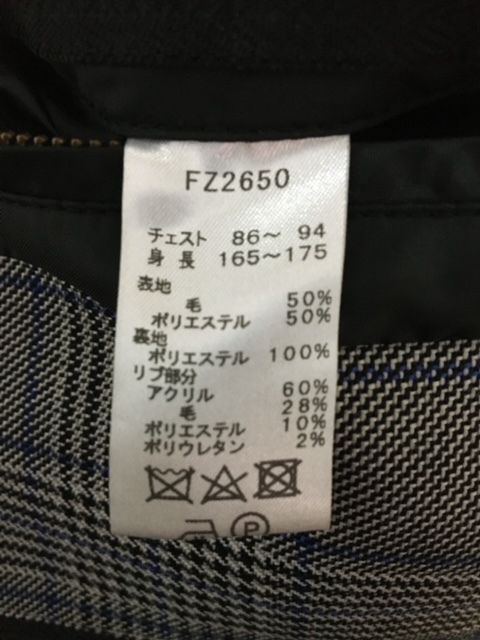 FZ2650
チェスト 86～ 94
身 長 165～175
表地
毛 50%
ポリエステル 50%
裏地
ポリエステル 100%
リブ部分
アクリル 60%
毛 28%
ポリエステル 10%
ポリウレタン 2%
P